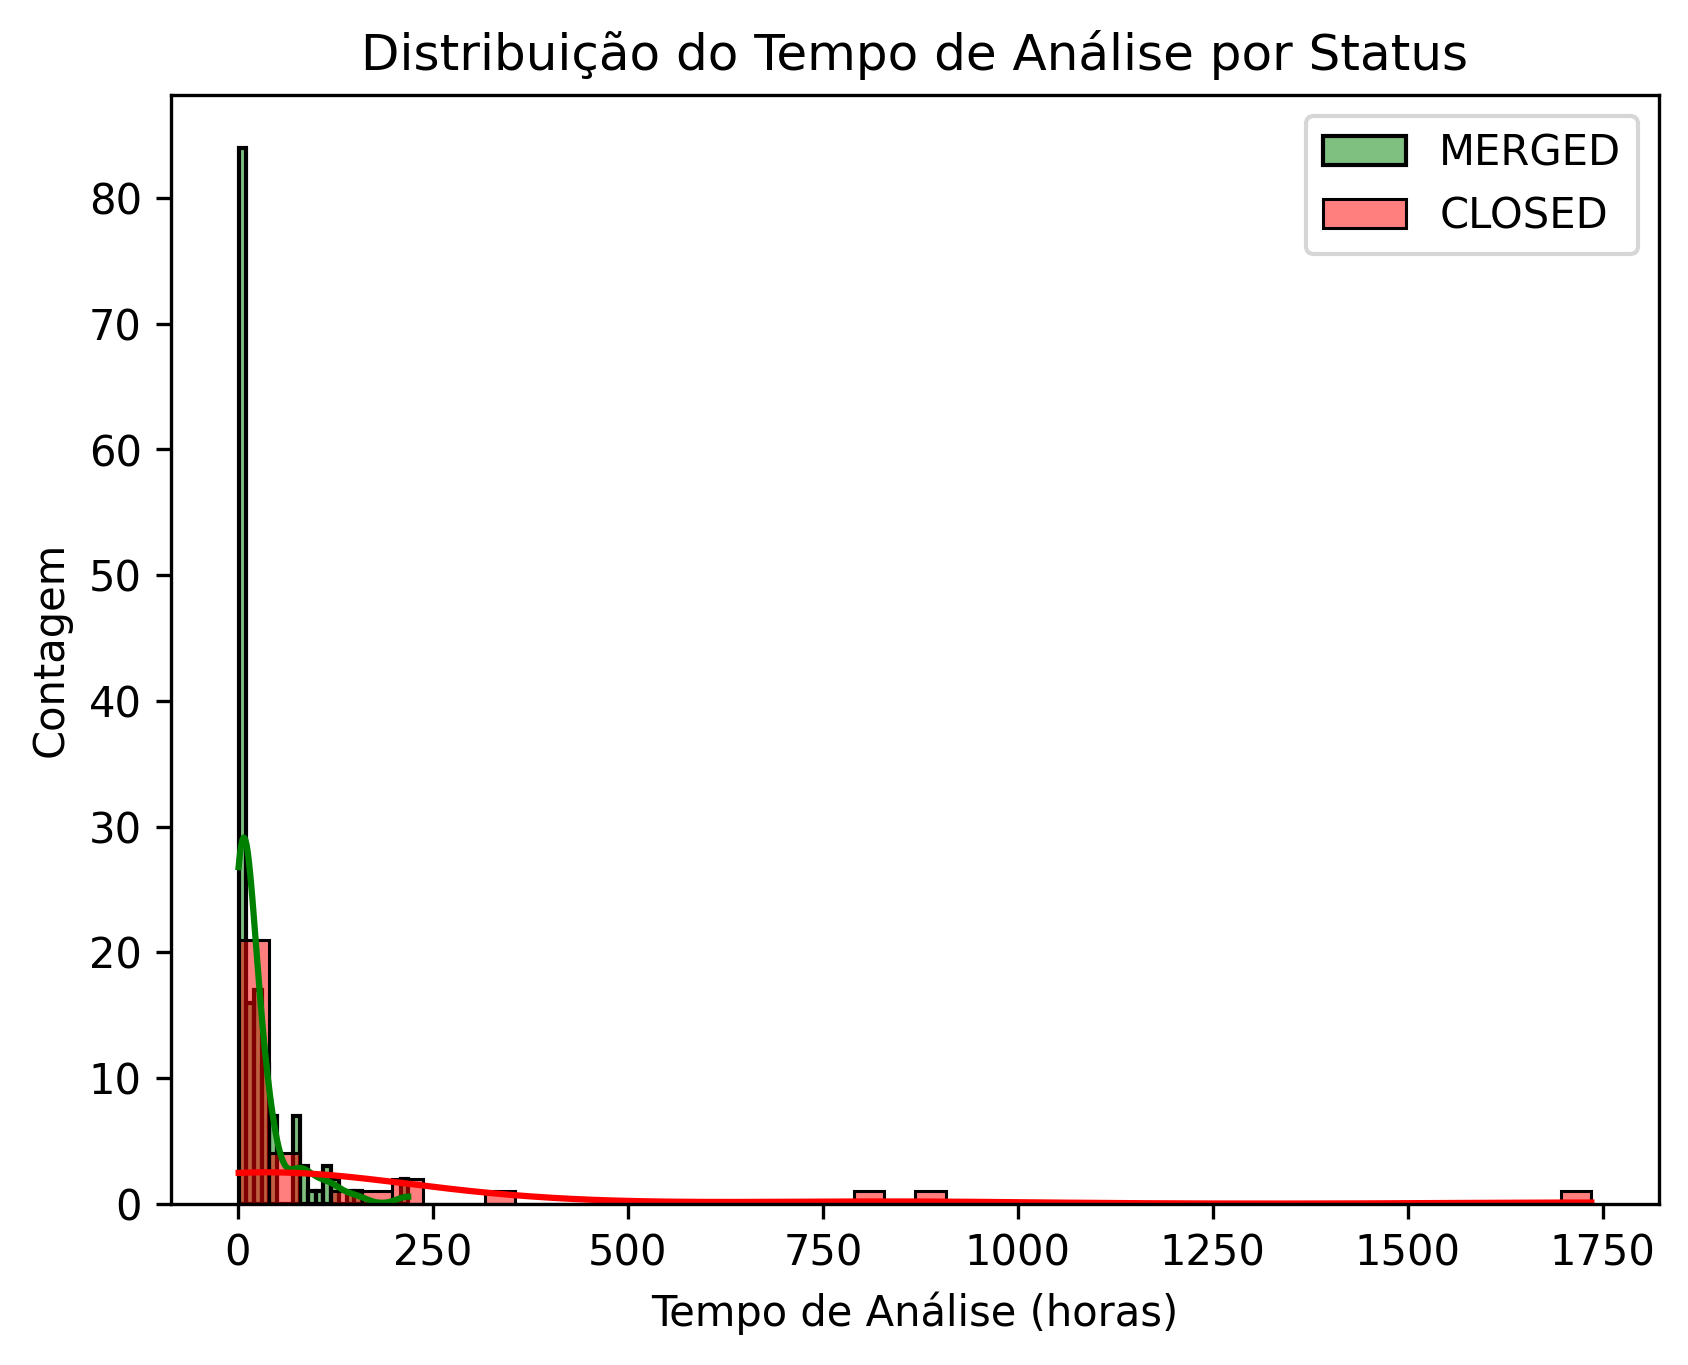 Distribuição do Tempo de Análise por Status
MERGED
CLOSED
80
70
60
50
40
30
20
10
0
Contagem
0 250 500 750 1000 1250 1500 1750
Tempo de Análise (horas)